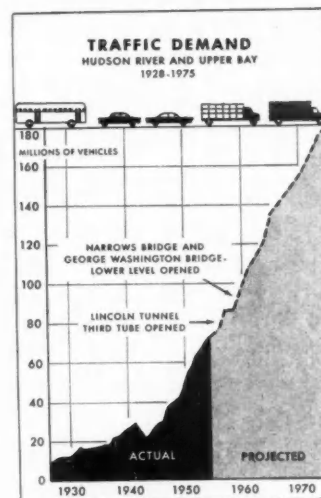 TRAFFIC DEMAND
HUDSON RIVER AND UPPER BAY
1928-1975
180
MILLIONS OF VEHICLES
160
140
120
NARROWS BRIDGE AND
GEORGE WASHINGTON BRIDGE-
LOWER LEVEL OPENED
100
LINCOLN TUNNEL
THIRD TUBE OPENED
80
60
40
20
ACTUAL
PROJECTED
0
1930
1940
1950
1960
1970